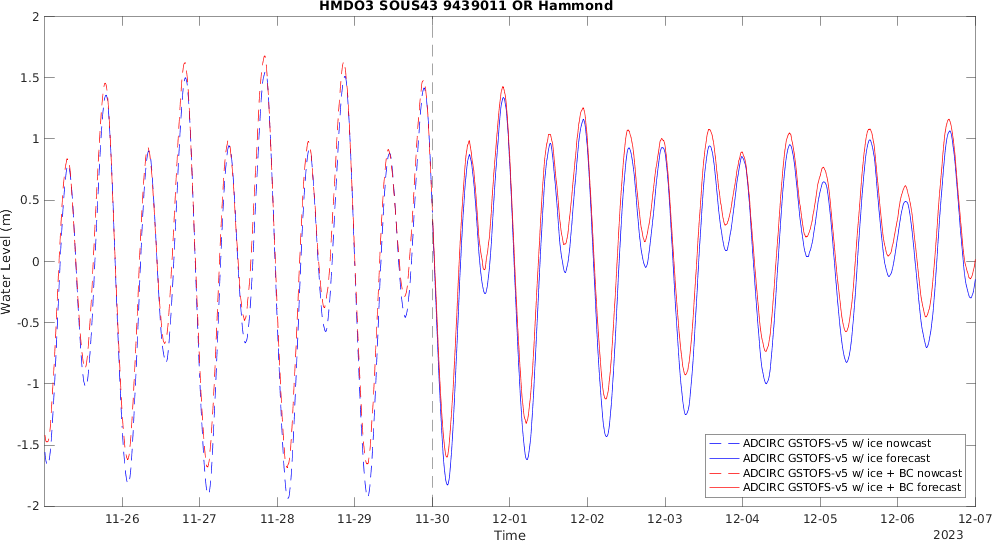 HMDO3 SOUS43 9439011 OR Hammond
2
1.5
1
0.5
0
-0.5
-1
-1.5
-2
Water Level (m)
ADCIRC GSTOFS-v5 w/ ice nowcast
ADCIRC GSTOFS-v5 w/ ice forecast
ADCIRC GSTOFS-v5 w/ ice + BC nowcast
ADCIRC GSTOFS-v5 w/ ice + BC forecast
11-26 11-27 11-28 11-29 11-30 12-01 12-02 12-03 12-04 12-05 12-06 12-07
Time
2023